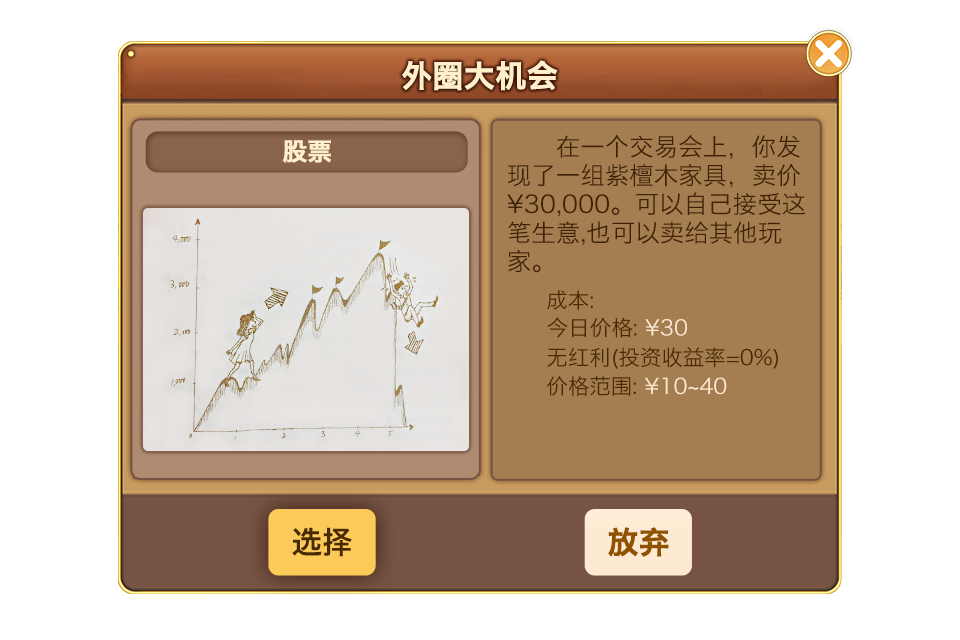 外圈大机会
股票
4,000
3,000
2,000
1,000
0 1 2 3 4 5
在一个交易会上，你发
现了一组紫檀木家具，卖价
¥30,000。可以自己接受这
笔生意,也可以卖给其他玩
家。
成本:
今日价格: ¥30
无红利(投资收益率=0%)
价格范围: ¥10~40
选择
放弃